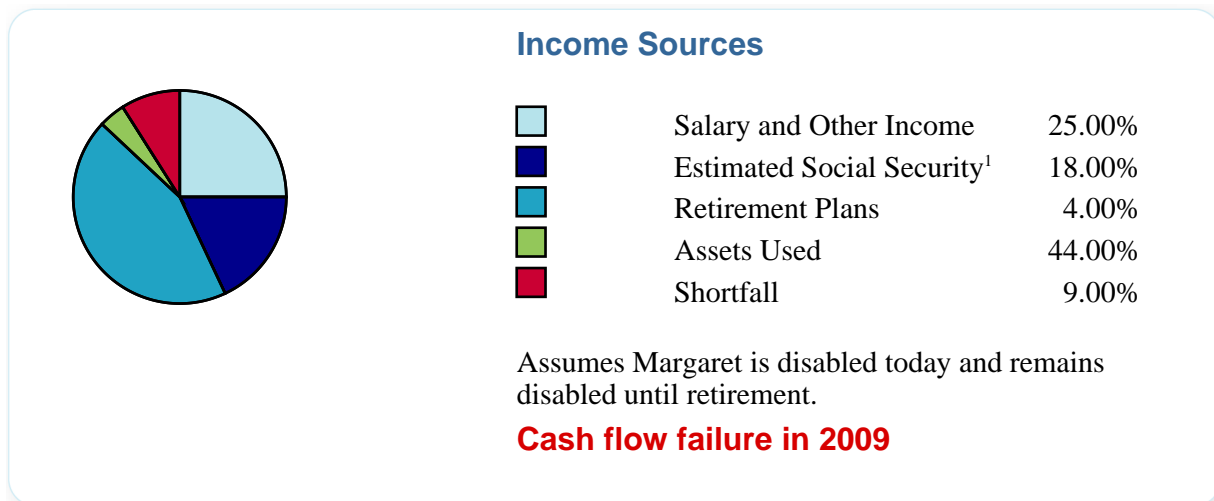 Income Sources
Salary and Other Income 25.00%
Estimated Social Security¹ 18.00%
Retirement Plans 4.00%
Assets Used 44.00%
Shortfall 9.00%
Assumes Margaret is disabled today and remains
disabled until retirement.
Cash flow failure in 2009